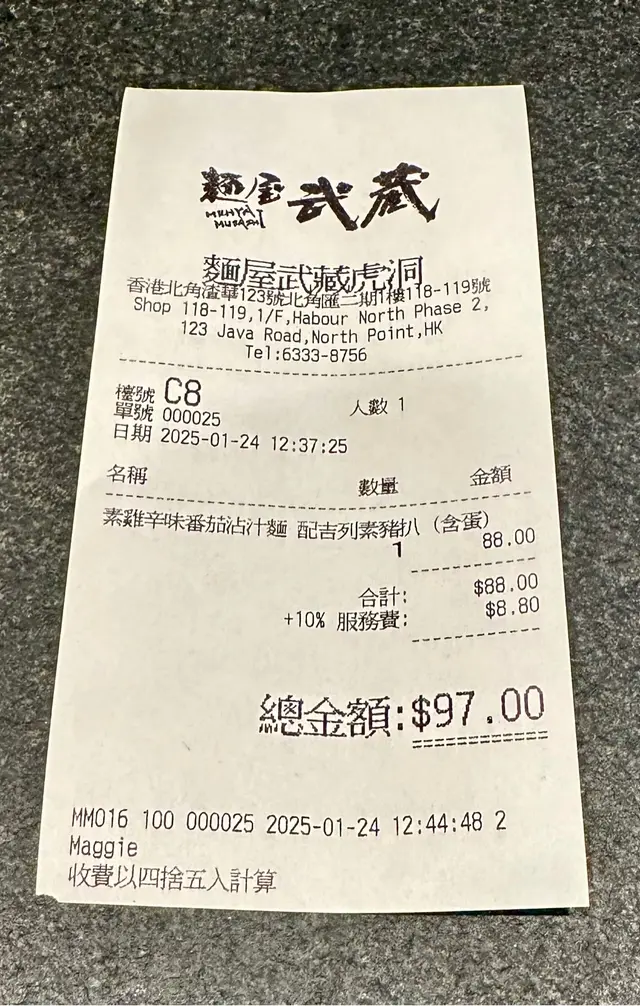 麵屋武蔵
MENYA
MUSASHI
麵屋武藏虎洞
香港北角渣華123號北角匯二期1樓118-119號
Shop 118-119,1/F,Habour North Phase 2,
123 Java Road,North Point,HK
Tel:6333-8756
檯號 C8 人數 1
單號 000025
日期 2025-01-24 12:37:25
名稱 數量 金額
素雞辛味番茄沾汁麵 配吉列素豬扒 (含蛋)
1 88.00
合計: $88.00
+10% 服務費: $8.80
總金額:$97.00
MM016 100 000025 2025-01-24 12:44:48 2
Maggie
收費以四捨五入計算